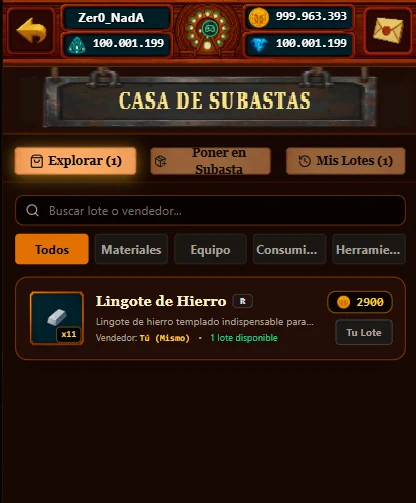 Zer0_NadA
999.963.393
63
100.001.199
100.001.199
CASA DE SUBASTAS
Explorar (1)
Poner en
Subasta
Mis Lotes (1)
Buscar lote o vendedor...
Todos
Materiales
Equipo
Consumi...
Herramie...
Lingote de Hierro
R
2900
Lingote de hierro templado indispensable para...
x11
Vendedor: Tú (Mismo) • 1 lote disponible
Tu Lote